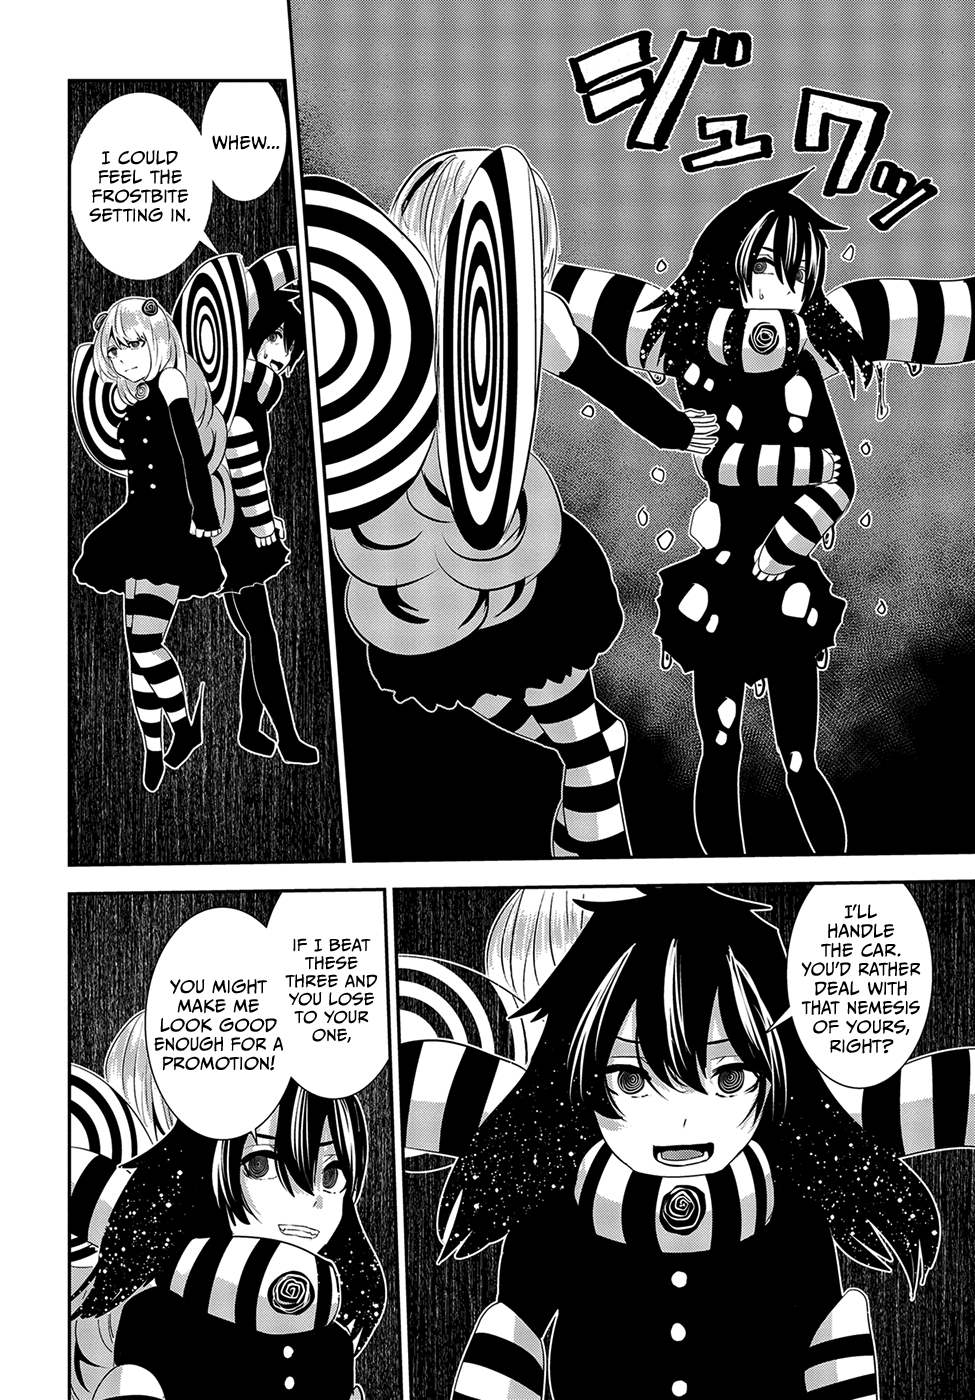 ジュワッ
WHEW...
I COULD
FEEL THE
FROSTBITE
SETTING IN.
I'LL
HANDLE
THE CAR.
YOU'D RATHER
DEAL WITH
THAT NEMESIS
OF YOURS,
RIGHT?
IF I BEAT
THESE
THREE AND
YOU LOSE
TO YOUR
ONE,
YOU MIGHT
MAKE ME
LOOK GOOD
ENOUGH FOR A
PROMOTION!